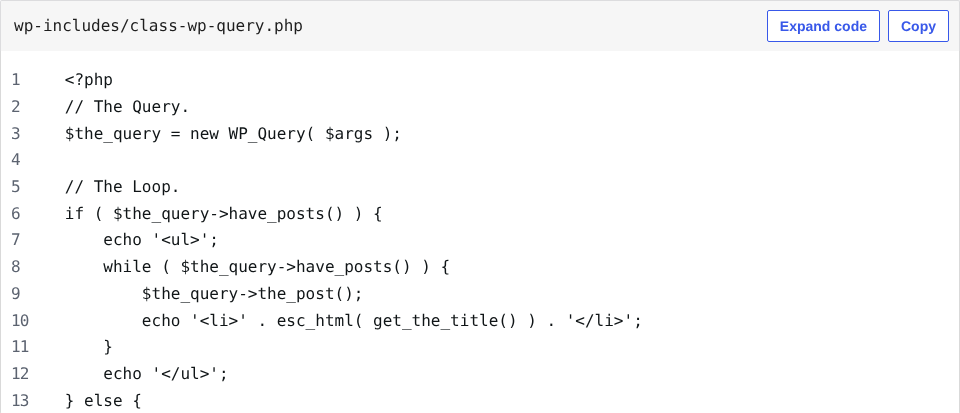 wp-includes/class-wp-query.php Expand code Copy
1 <?php
2 // The Query.
3 $the_query = new WP_Query( $args );
4
5 // The Loop.
6 if ( $the_query->have_posts() ) {
7     echo '<ul>';
8     while ( $the_query->have_posts() ) {
9         $the_query->the_post();
10         echo '<li>' . esc_html( get_the_title() ) . '</li>';
11     }
12     echo '</ul>';
13 } else {